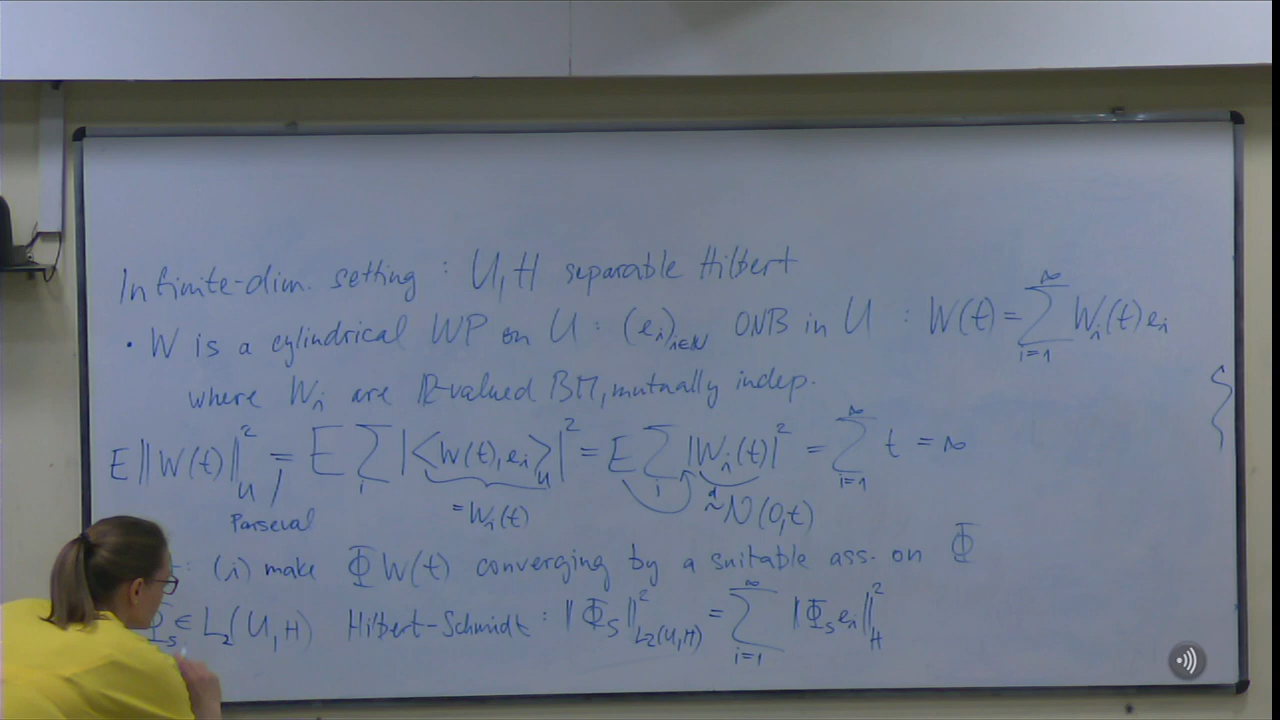 Infinite-dim. setting : U, H separable Hilbert
• W is a cylindrical WP on U : (e_i)_{i∈ℕ} ONB in U : W(t) = ∑_{i=1}^∞ W_i(t) e_i
where W_i are ℝ-valued BM, mutually indep.
E‖W(t)‖²_U = E ∑_i |⟨W(t), e_i⟩_U|² = E ∑_i |W_i(t)|² = ∑_{i=1}^∞ t = ∞
Parseval = W_i(t) ~^d N(0,t)
: (i) make Φ W(t) converging by a suitable ass. on Φ
Φ_s ∈ L_2(U,H) Hilbert-Schmidt : ‖Φ_s‖²_{L_2(U,H)} = ∑_{i=1}^∞ ‖Φ_s e_i‖²_H